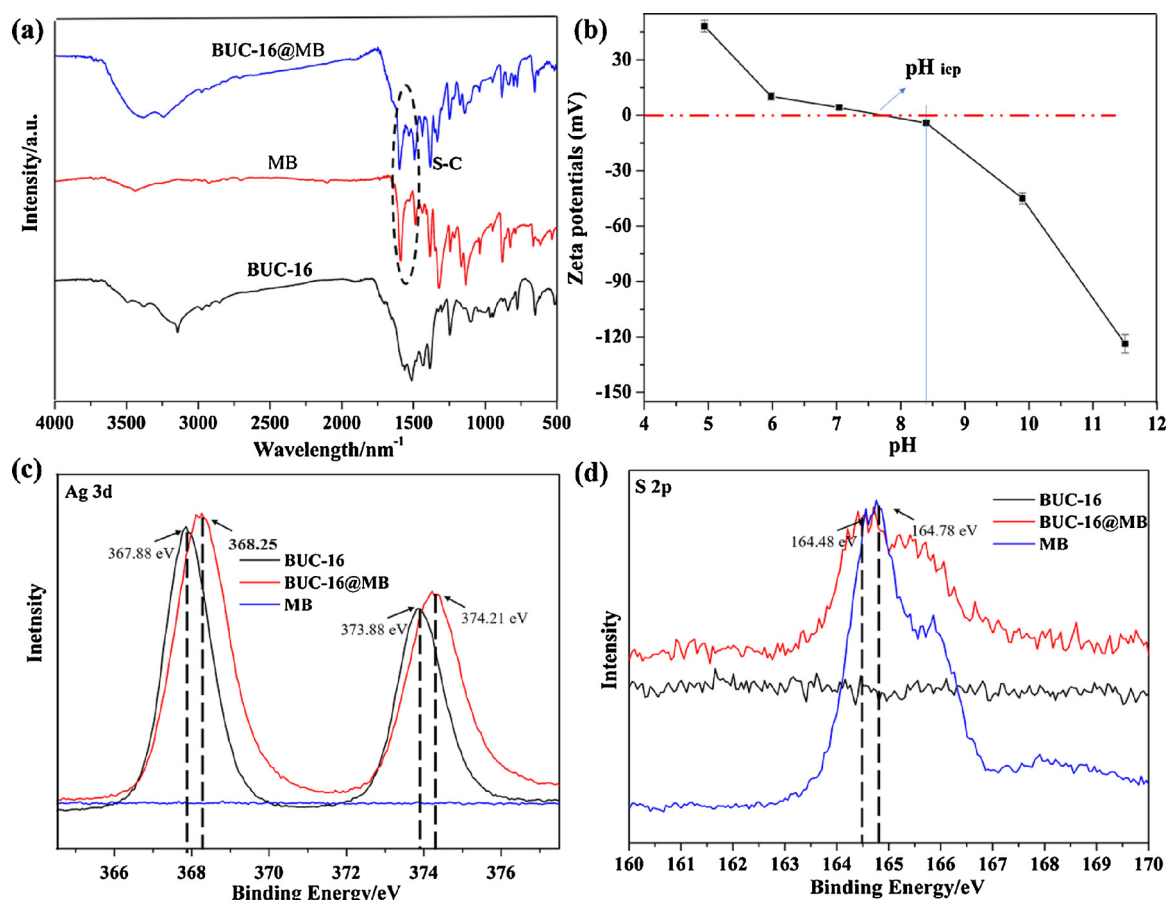 (a)
BUC-16@MB
MB
S-C
BUC-16
Intensity/a.u.
4000 3500 3000 2500 2000 1500 1000 500
Wavelength/nm-1
(b)
pH icp
30
0
-30
-60
-90
-120
-150
Zeta potentials (mV)
4 5 6 7 8 9 10 11 12
pH
(c)
Ag 3d
367.88 eV
368.25
BUC-16
BUC-16@MB
MB
373.88 eV
374.21 eV
Inetnsity
366 368 370 372 374 376
Binding Energy/eV
(d)
S 2p
BUC-16
BUC-16@MB
MB
164.48 eV
164.78 eV
Intensity
160 161 162 163 164 165 166 167 168 169 170
Binding Energy/eV